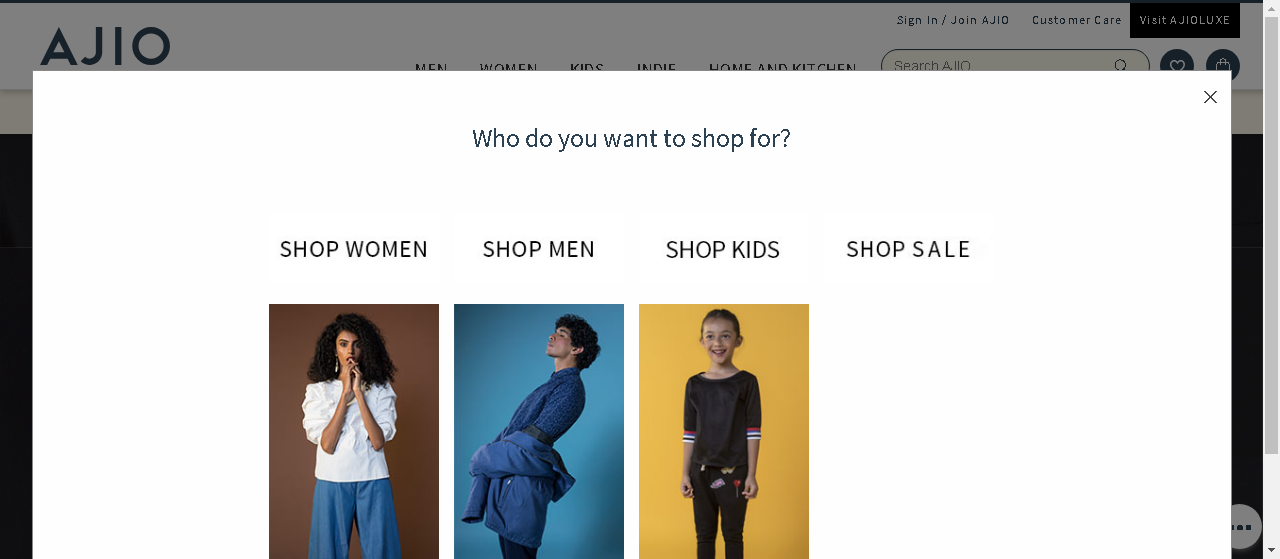 Sign In / Join AJIO
Customer Care
Visit AJIOLUXE
AJIO
MEN
WOMEN
KIDS
INDIE
HOME AND KITCHEN
Search AJIO
Who do you want to shop for?
SHOP WOMEN
SHOP MEN
SHOP KIDS
SHOP SALE